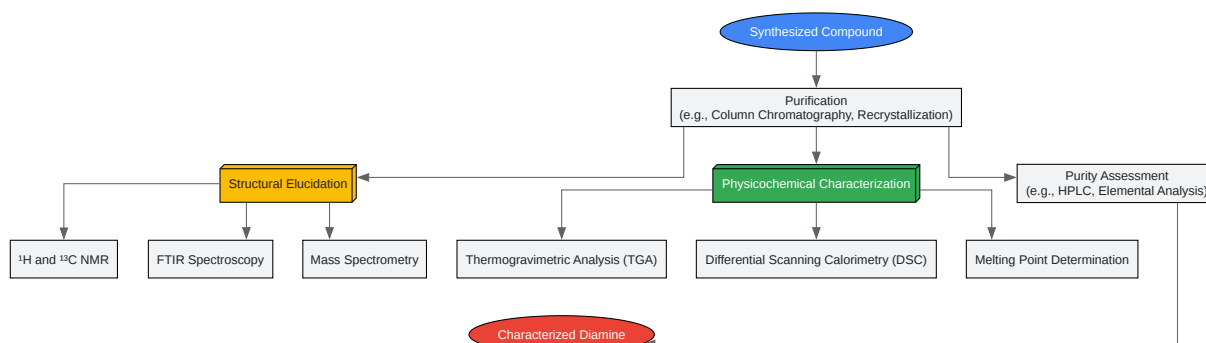 Synthesized Compound
Purification
(e.g., Column Chromatography, Recrystallization)
Structural Elucidation
Physicochemical Characterization
Purity Assessment
(e.g., HPLC, Elemental Analysis)
¹H and ¹³C NMR
FTIR Spectroscopy
Mass Spectrometry
Thermogravimetric Analysis (TGA)
Differential Scanning Calorimetry (DSC)
Melting Point Determination
Characterized Diamine